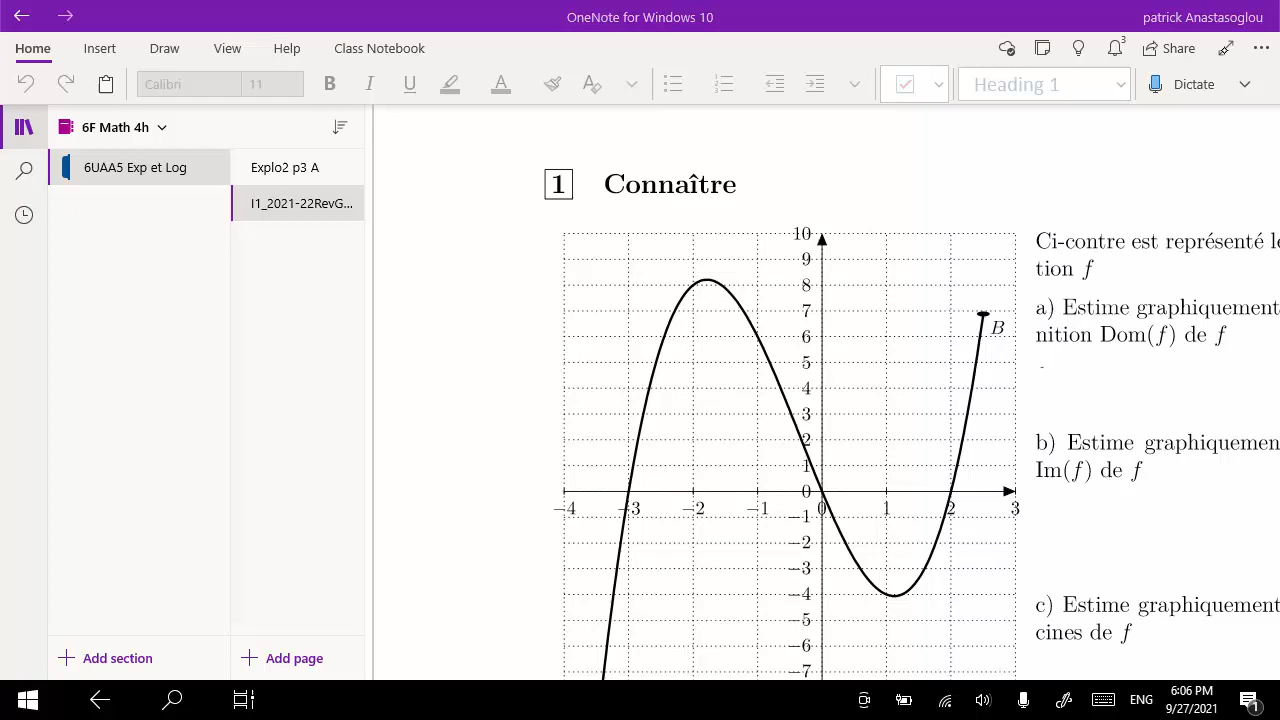 OneNote for Windows 10
patrick Anastasoglou
Home Insert Draw View Help Class Notebook
3
Share
Calibri 11 B I U A A Heading 1 Dictate
6F Math 4h
6UAA5 Exp et Log
Explo2 p3 A
I1_2021-22RevG...
1 Connaître
10
9
8
7
6
5
4
3
2
1
0
−4 −3 −2 −1 0 1 2 3
−1
−2
−3
−4
−5
−6
−7
B
Ci-contre est représenté le
tion f
a) Estime graphiquement
nition Dom(f) de f
b) Estime graphiquemen
Im(f) de f
c) Estime graphiquement
cines de f
Add section
Add page
ENG
6:06 PM
9/27/2021
1